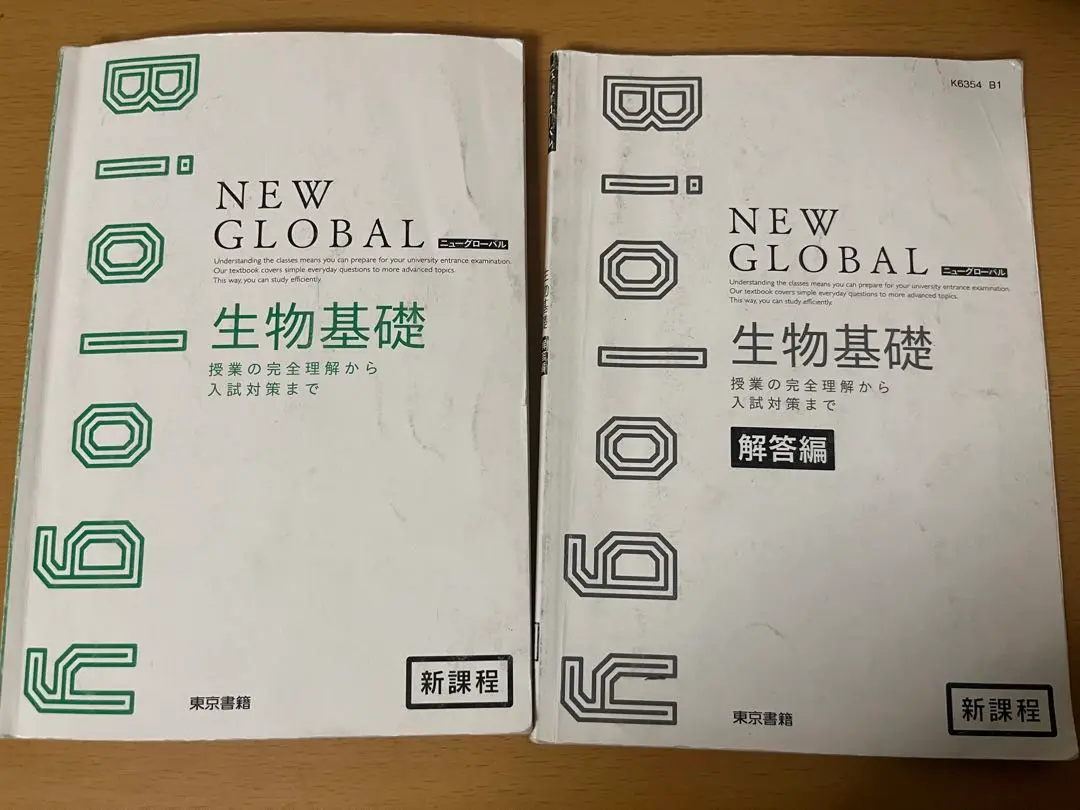 Biology
NEW
GLOBAL ニューグローバル
Understanding the classes means you can prepare for your university entrance examination.
Our textbook covers simple everyday questions to more advanced topics.
This way, you can study efficiently.
生物基礎
授業の完全理解から
入試対策まで
東京書籍
新課程
K6354 B1
Biology
NEW
GLOBAL ニューグローバル
Understanding the classes means you can prepare for your university entrance examination.
Our textbook covers simple everyday questions to more advanced topics.
This way, you can study efficiently.
生物基礎
授業の完全理解から
入試対策まで
解答編
東京書籍
新課程